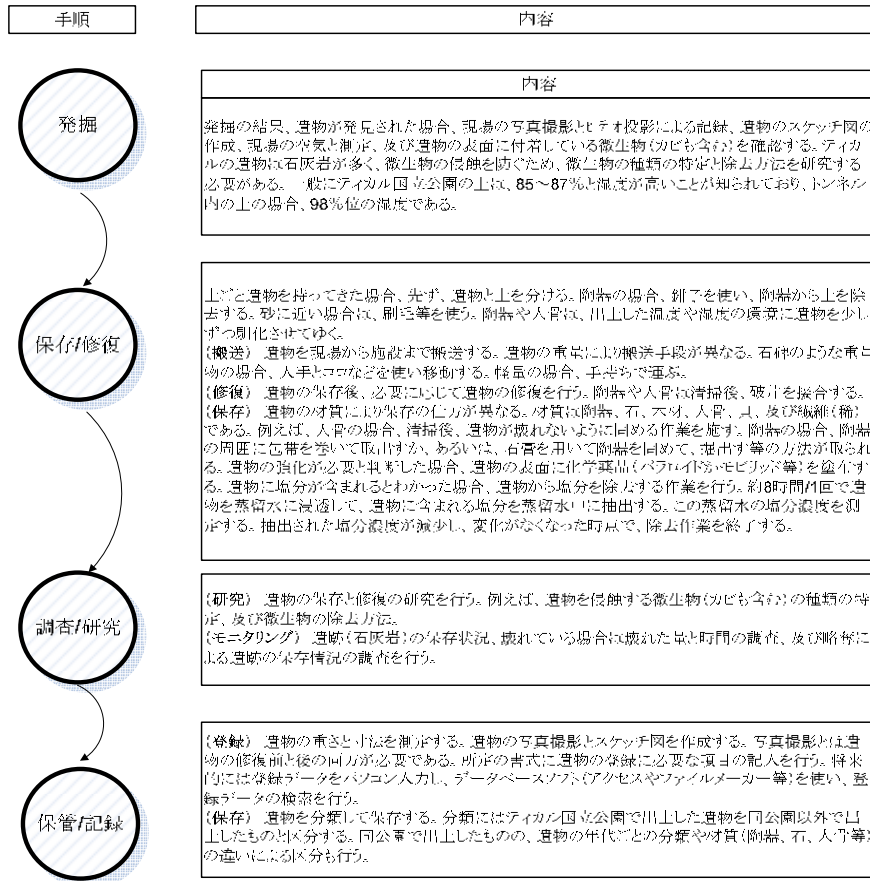 手順
内容
発掘
内容
発掘の結果、遺物が発見された場合、現場の写真撮影とビデオ投影による記録、遺物のスケッチ図の
作成、現場の空気と測定、及び遺物の表面に付着している微生物(カビも含む)を確認する。ティカ
ルの遺物は石灰岩が多く、微生物の侵蝕を防ぐため、微生物の種類の特定と除去方法を研究する
必要がある。一般にティカル国立公園の土は、85～87%と湿度が高いことが知られており、トンネル
内の土の場合、98%位の湿度である。
保存/修復
土ごと遺物を持ってきた場合、先ず、遺物と土を分ける。陶器の場合、鉗子を使い、陶器から土を除
去する。砂に近い場合は、刷毛等を使う。陶器や人骨は、出土した温度や湿度の環境に遺物を少し
ずつ馴化させてゆく。
(搬送) 遺物を現場から施設まで搬送する。遺物の重量により搬送手段が異なる。石碑のような重量
物の場合、人手とコロなどを使い移動する。軽量の場合、手持ちで運ぶ。
(修復) 遺物の保存後、必要に応じて遺物の修復を行う。陶器や人骨は清掃後、破片を接合する。
(保存) 遺物の材質により保存の仕方が異なる。材質は陶器、石、木材、人骨、貝、及び繊維(稀)
である。例えば、人骨の場合、清掃後、遺物が壊れないように固める作業を施す。陶器の場合、陶器
の周囲に包帯を巻いて取出すか、あるいは、石膏を用いて陶器を固めて、掘出す等の方法が取られ
る。遺物の強化が必要と判断した場合、遺物の表面に化学薬品(パラロイドかモビリッド等)を塗布す
る。遺物に塩分が含まれるとわかった場合、遺物から塩分を除去する作業を行う。約8時間/1回で遺
物を蒸留水に浸透して、遺物に含まれる塩分を蒸留水中に抽出する。この蒸留水の塩分濃度を測
定する。抽出された塩分濃度が減少し、変化がなくなった時点で、除去作業を終了する。
調査/研究
(研究) 遺物の保存と修復の研究を行う。例えば、遺物を侵蝕する微生物(カビも含む)の種類の特
定、及び微生物の除去方法。
(モニタリング) 遺跡(石灰岩)の保存状況、壊れている場合は壊れた量と時間の調査、及び略奪に
よる遺跡の保存情況の調査を行う。
保管/記録
(登録) 遺物の重さと寸法を測定する。遺物の写真撮影とスケッチ図を作成する。写真撮影とは遺
物の修復前と後の両方が必要である。所定の書式に遺物の登録に必要な項目の記入を行う。将来
的には登録データをパソコン入力し、データベースソフト(アクセスやファイルメーカー等)を使い、登
録データの検索を行う。
(保存) 遺物を分類して保存する。分類にはティカル国立公園で出土した遺物を同公園以外で出
土したものと区分する。同公園で出土したものの、遺物の年代ごとの分類や材質(陶器、石、人骨等)
の違いによる区分も行う。